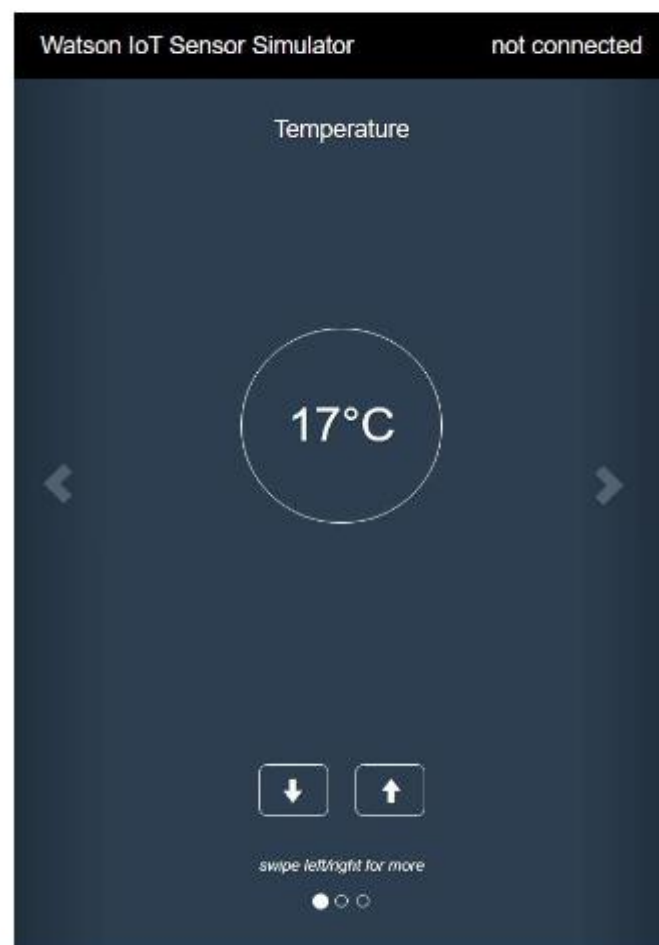 Watson IoT Sensor Simulator not connected
Temperature
17°C
swipe left/right for more